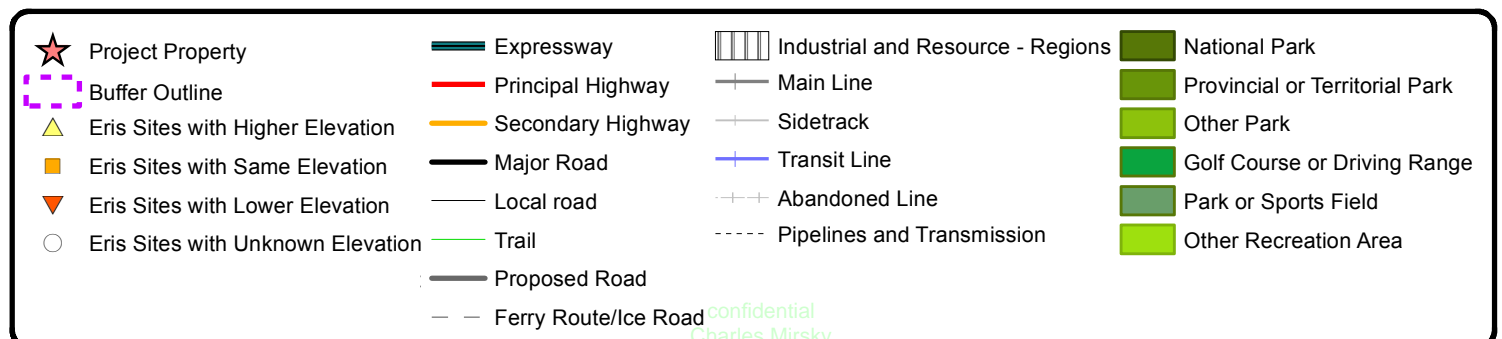 Project Property
Buffer Outline
Eris Sites with Higher Elevation
Eris Sites with Same Elevation
Eris Sites with Lower Elevation
Eris Sites with Unknown Elevation
Expressway
Principal Highway
Secondary Highway
Major Road
Local road
Trail
Proposed Road
Ferry Route/Ice Road
Industrial and Resource - Regions
Main Line
Sidetrack
Transit Line
Abandoned Line
Pipelines and Transmission
National Park
Provincial or Territorial Park
Other Park
Golf Course or Driving Range
Park or Sports Field
Other Recreation Area
confidential
Charles Mirsky